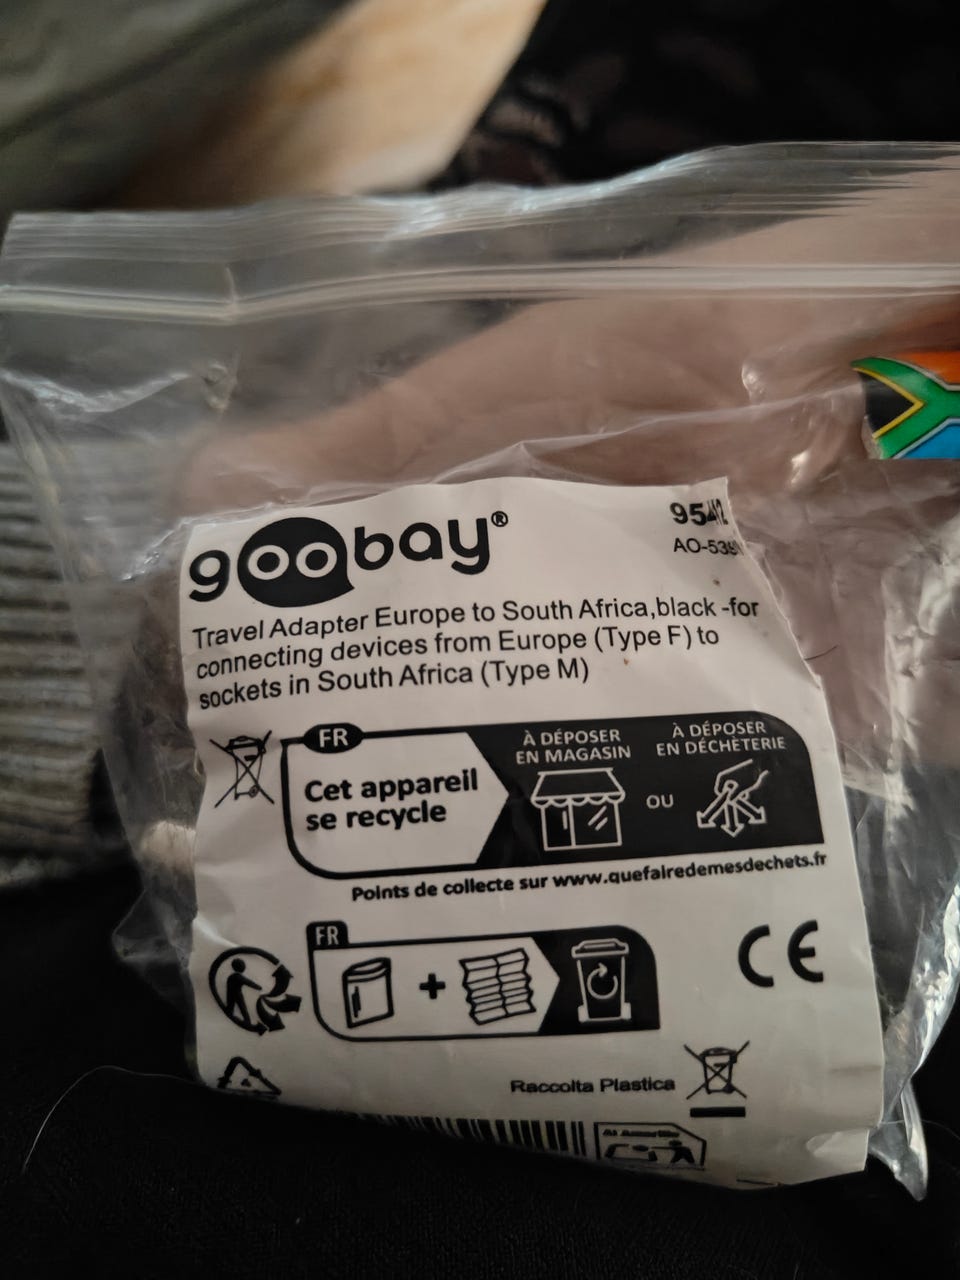 goobay®
Travel Adapter Europe to South Africa,black -for
connecting devices from Europe (Type F) to
sockets in South Africa (Type M)
FR
Cet appareil
se recycle
À DÉPOSER
EN MAGASIN
OU
À DÉPOSER
EN DÉCHÈTERIE
Points de collecte sur www.quefairedemesdechets.fr
FR
CE
Raccolta Plastica